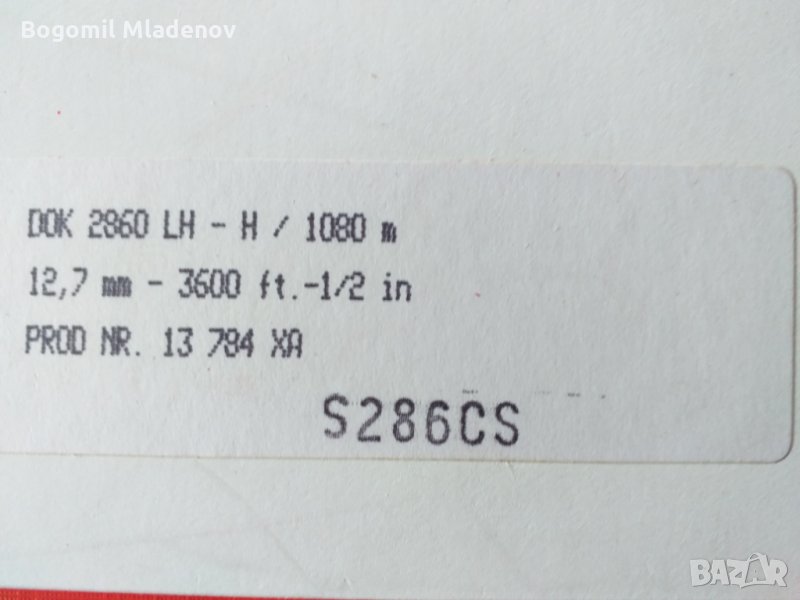 Bogomil Mladenov
DOK 2860 LH - H / 1080 m
12,7 mm - 3600 ft.-1/2 in
PROD NR. 13 784 XA
S286CS
BAZAR